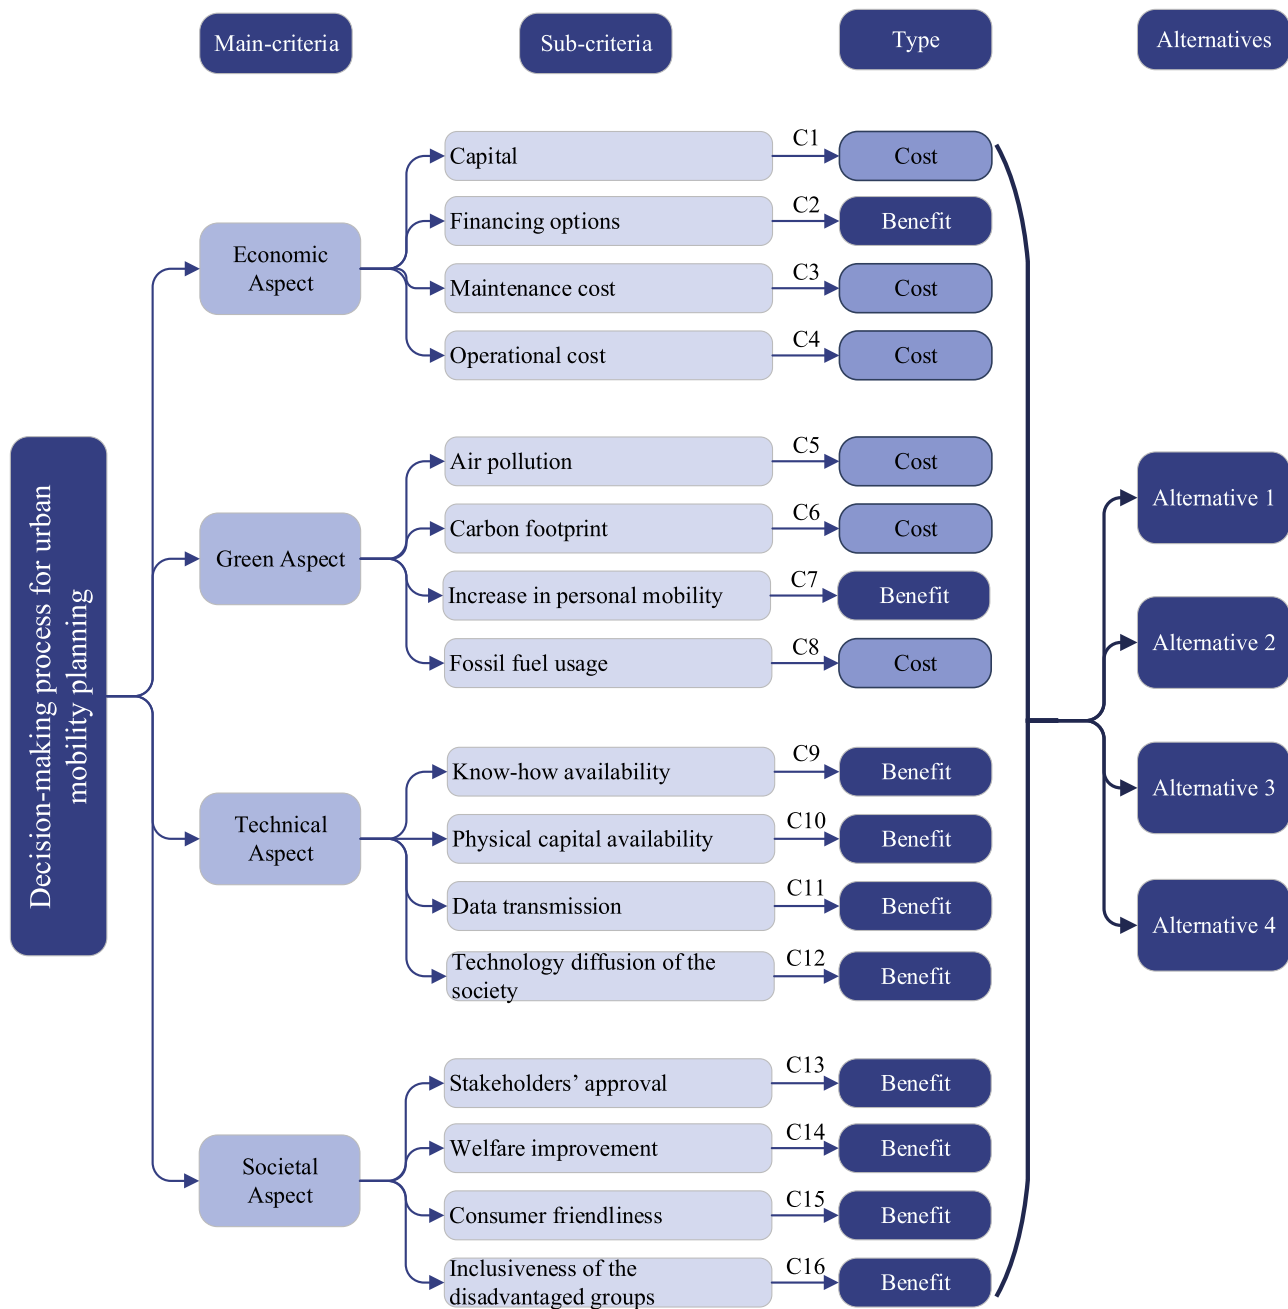 Main-criteria
Sub-criteria
Type
Alternatives
Decision-making process for urban
mobility planning
Economic
Aspect
Capital
C1
Cost
Financing options
C2
Benefit
Maintenance cost
C3
Cost
Operational cost
C4
Cost
Green Aspect
Air pollution
C5
Cost
Carbon footprint
C6
Cost
Increase in personal mobility
C7
Benefit
Fossil fuel usage
C8
Cost
Technical
Aspect
Know-how availability
C9
Benefit
Physical capital availability
C10
Benefit
Data transmission
C11
Benefit
Technology diffusion of the
society
C12
Benefit
Societal
Aspect
Stakeholders’ approval
C13
Benefit
Welfare improvement
C14
Benefit
Consumer friendliness
C15
Benefit
Inclusiveness of the
disadvantaged groups
C16
Benefit
Alternative 1
Alternative 2
Alternative 3
Alternative 4